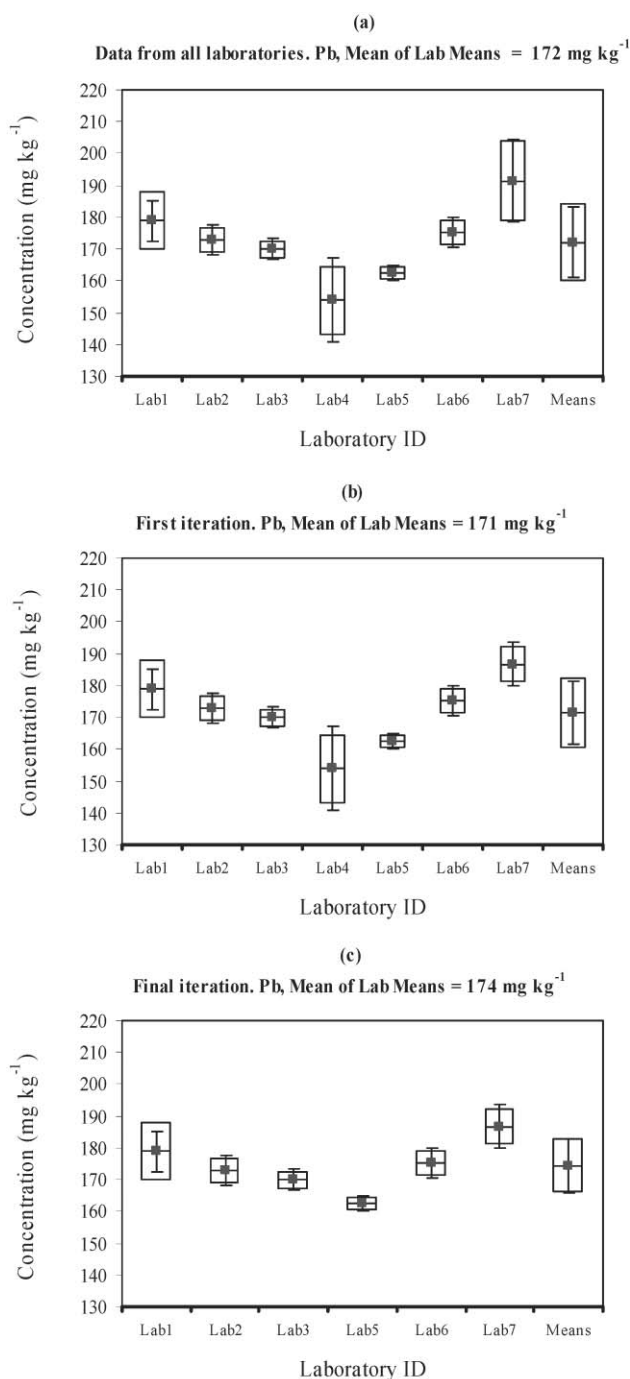 (a)
Data from all laboratories. Pb, Mean of Lab Means = 172 mg kg⁻¹
Concentration (mg kg⁻¹)
220
210
200
190
180
170
160
150
140
130
Lab1 Lab2 Lab3 Lab4 Lab5 Lab6 Lab7 Means
Laboratory ID
(b)
First iteration. Pb, Mean of Lab Means = 171 mg kg⁻¹
Concentration (mg kg⁻¹)
220
210
200
190
180
170
160
150
140
130
Lab1 Lab2 Lab3 Lab4 Lab5 Lab6 Lab7 Means
Laboratory ID
(c)
Final iteration. Pb, Mean of Lab Means = 174 mg kg⁻¹
Concentration (mg kg⁻¹)
220
210
200
190
180
170
160
150
140
130
Lab1 Lab2 Lab3 Lab5 Lab6 Lab7 Means
Laboratory ID